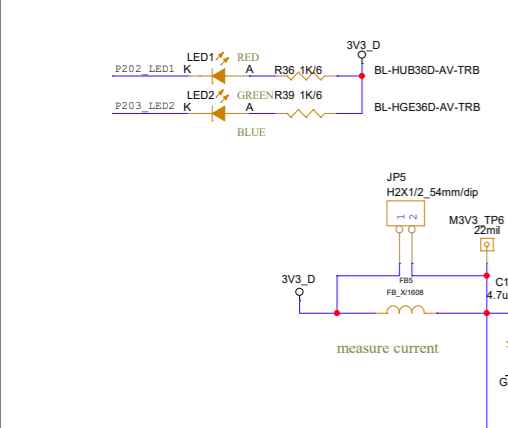 3V3_D
LED1 RED
P202_LED1 K A R36 1K/6 BL-HUB36D-AV-TRB
LED2 GREEN R39 1K/6
P203_LED2 K A BL-HGE36D-AV-TRB
BLUE
JP5
H2X1/2_54mm/dip
1 2
M3V3_TP6
22mil
3V3_D
FB5
FB_X/1608
C1
4.7u
measure current
G